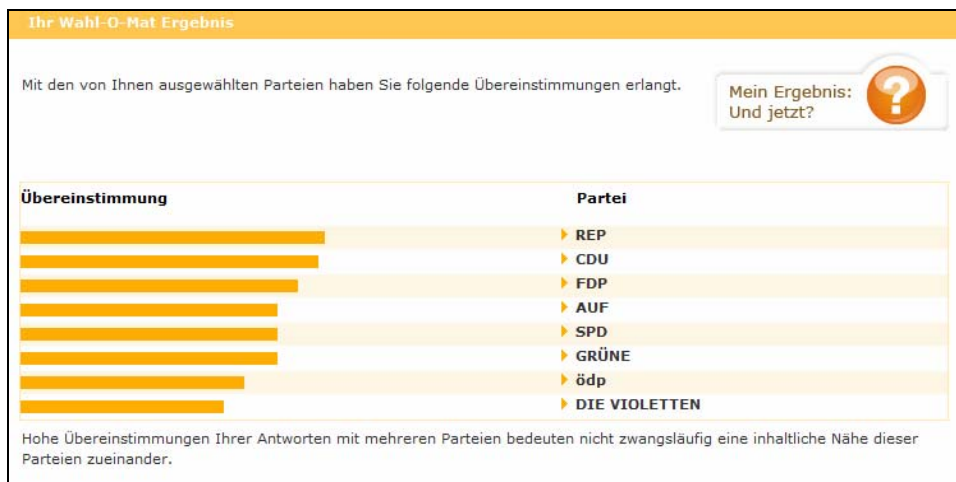 Ihr Wahl-O-Mat Ergebnis
Mit den von Ihnen ausgewählten Parteien haben Sie folgende Übereinstimmungen erlangt.
Mein Ergebnis:
Und jetzt?
?
Übereinstimmung Partei
REP
CDU
FDP
AUF
SPD
GRÜNE
ödp
DIE VIOLETTEN
Hohe Übereinstimmungen Ihrer Antworten mit mehreren Parteien bedeuten nicht zwangsläufig eine inhaltliche Nähe dieser
Parteien zueinander.